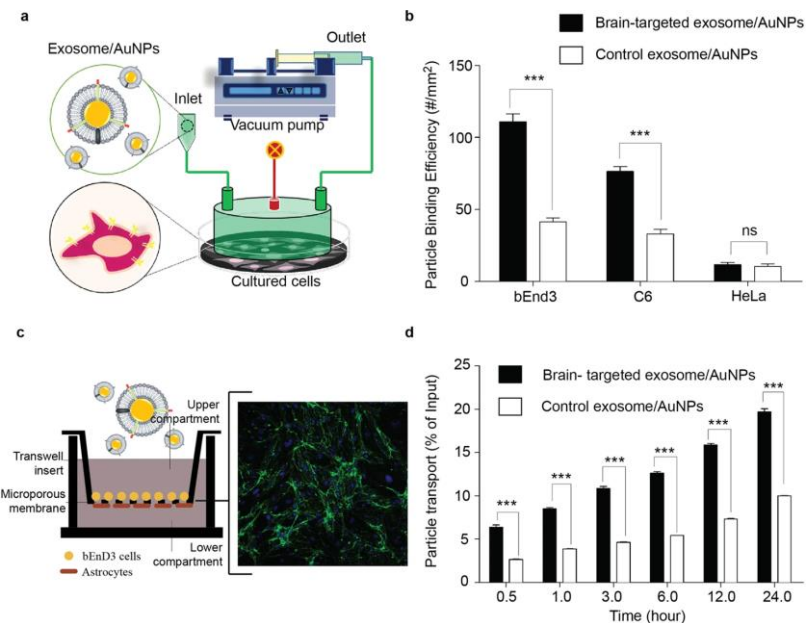 a
Exosome/AuNPs
Inlet
Outlet
Vacuum pump
Cultured cells
b
Brain-targeted exosome/AuNPs
Control exosome/AuNPs
Particle Binding Efficiency (#/mm²)
150
100
50
0
***
***
ns
bEnd3
C6
HeLa
c
Upper
compartment
Transwell
insert
Microporous
membrane
Lower
compartment
bEnD3 cells
Astrocytes
d
Brain- targeted exosome/AuNPs
Control exosome/AuNPs
Particle transport (% of Input)
25
20
15
10
5
0
***
***
***
***
***
***
0.5
1.0
3.0
6.0
12.0
24.0
Time (hour)